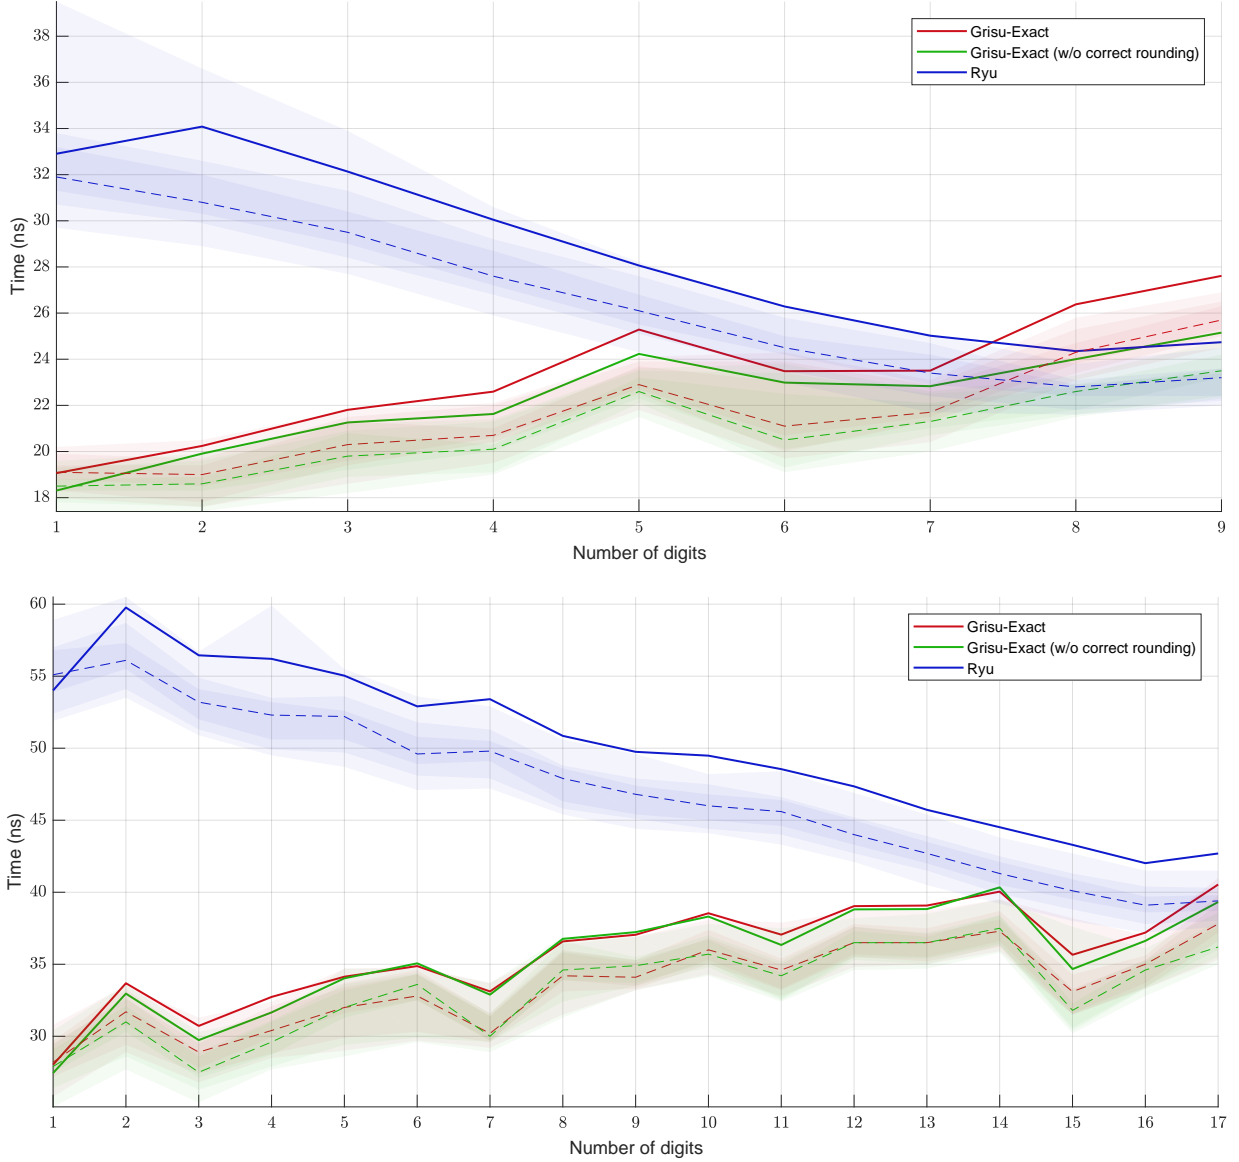 38
36
34
32
30
28
26
24
22
20
18
Time (ns)
Grisu-Exact
Grisu-Exact (w/o correct rounding)
Ryu
1 2 3 4 5 6 7 8 9
Number of digits
60
55
50
45
40
35
30
Time (ns)
Grisu-Exact
Grisu-Exact (w/o correct rounding)
Ryu
1 2 3 4 5 6 7 8 9 10 11 12 13 14 15 16 17
Number of digits